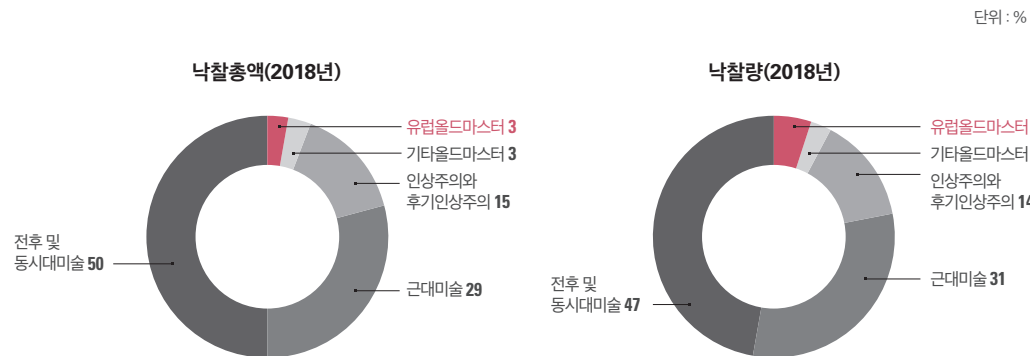 단위 : %
낙찰총액(2018년)
유럽올드마스터 3
기타올드마스터 3
인상주의와
후기인상주의 15
전후 및
동시대미술 50
근대미술 29
낙찰량(2018년)
유럽올드마스터
기타올드마스터
인상주의와
후기인상주의 14
근대미술 31
전후 및
동시대미술 47